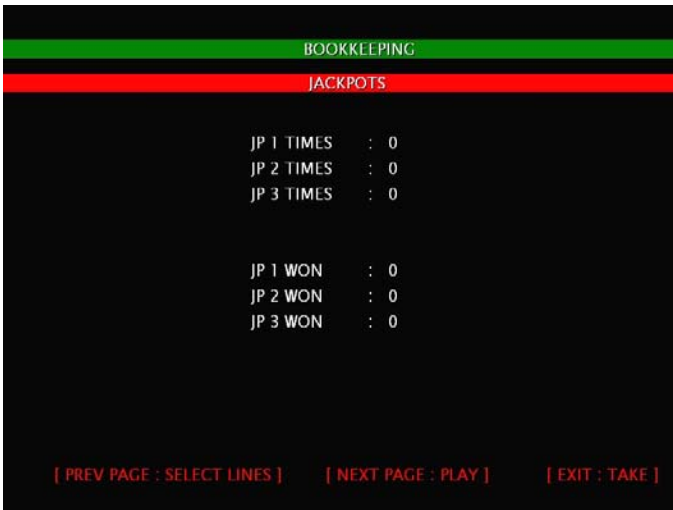 BOOKKEEPING
JACKPOTS
JP 1 TIMES : 0
JP 2 TIMES : 0
JP 3 TIMES : 0
JP 1 WON : 0
JP 2 WON : 0
JP 3 WON : 0
[ PREV PAGE : SELECT LINES ] [ NEXT PAGE : PLAY ] [ EXIT : TAKE ]